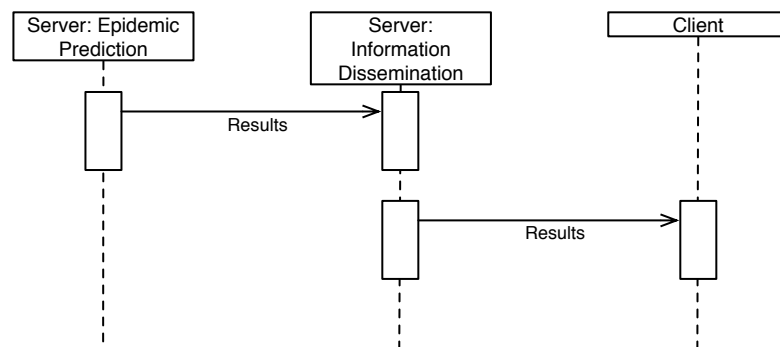 Server: Epidemic
Prediction
Server:
Information
Dissemination
Client
Results
Results